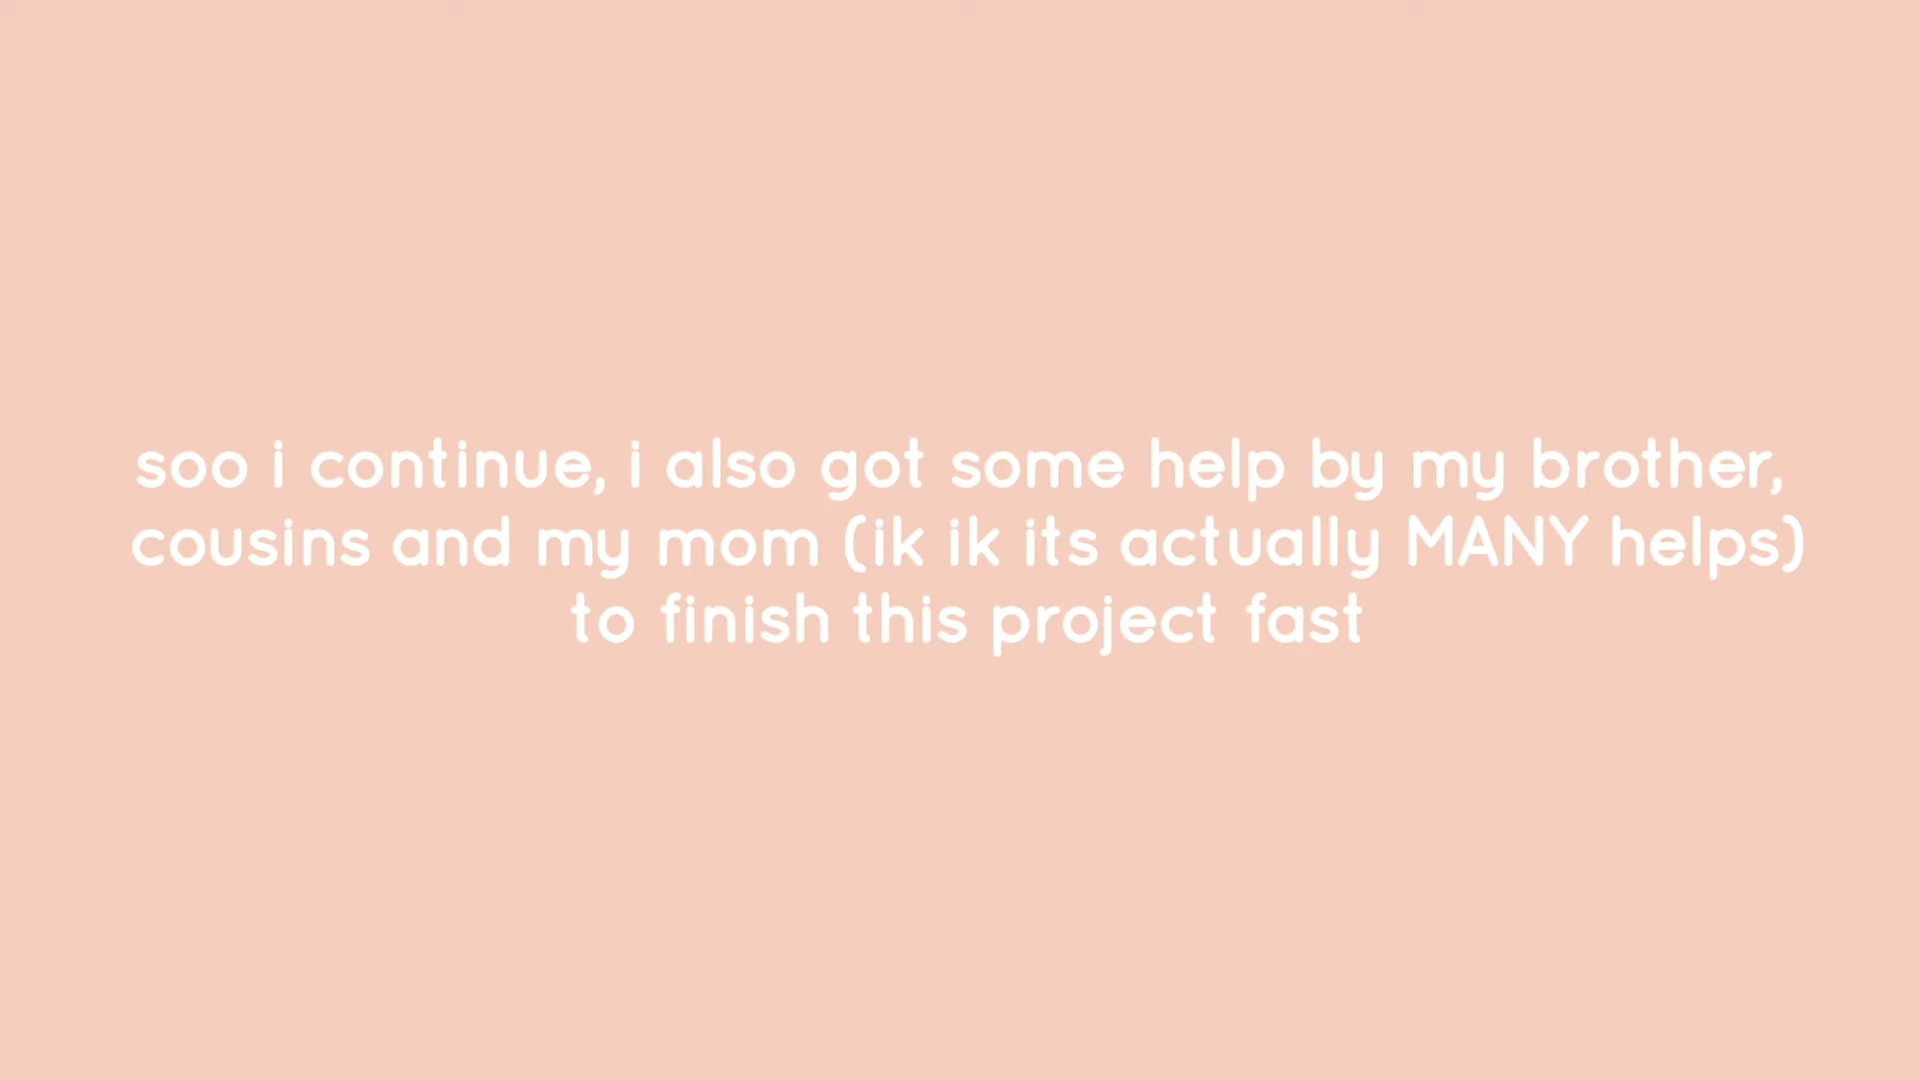 soo i continue, i also got some help by my brother,
cousins and my mom (ik ik its actually MANY helps)
to finish this project fast